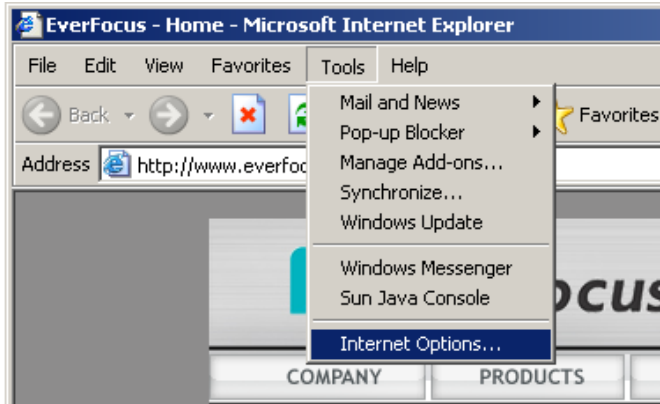 EverFocus - Home - Microsoft Internet Explorer
File Edit View Favorites Tools Help
Back Favorites
Address http://www.everfoc
Mail and News
Pop-up Blocker
Manage Add-ons...
Synchronize...
Windows Update
Windows Messenger
Sun Java Console
Internet Options...
ocus
COMPANY PRODUCTS